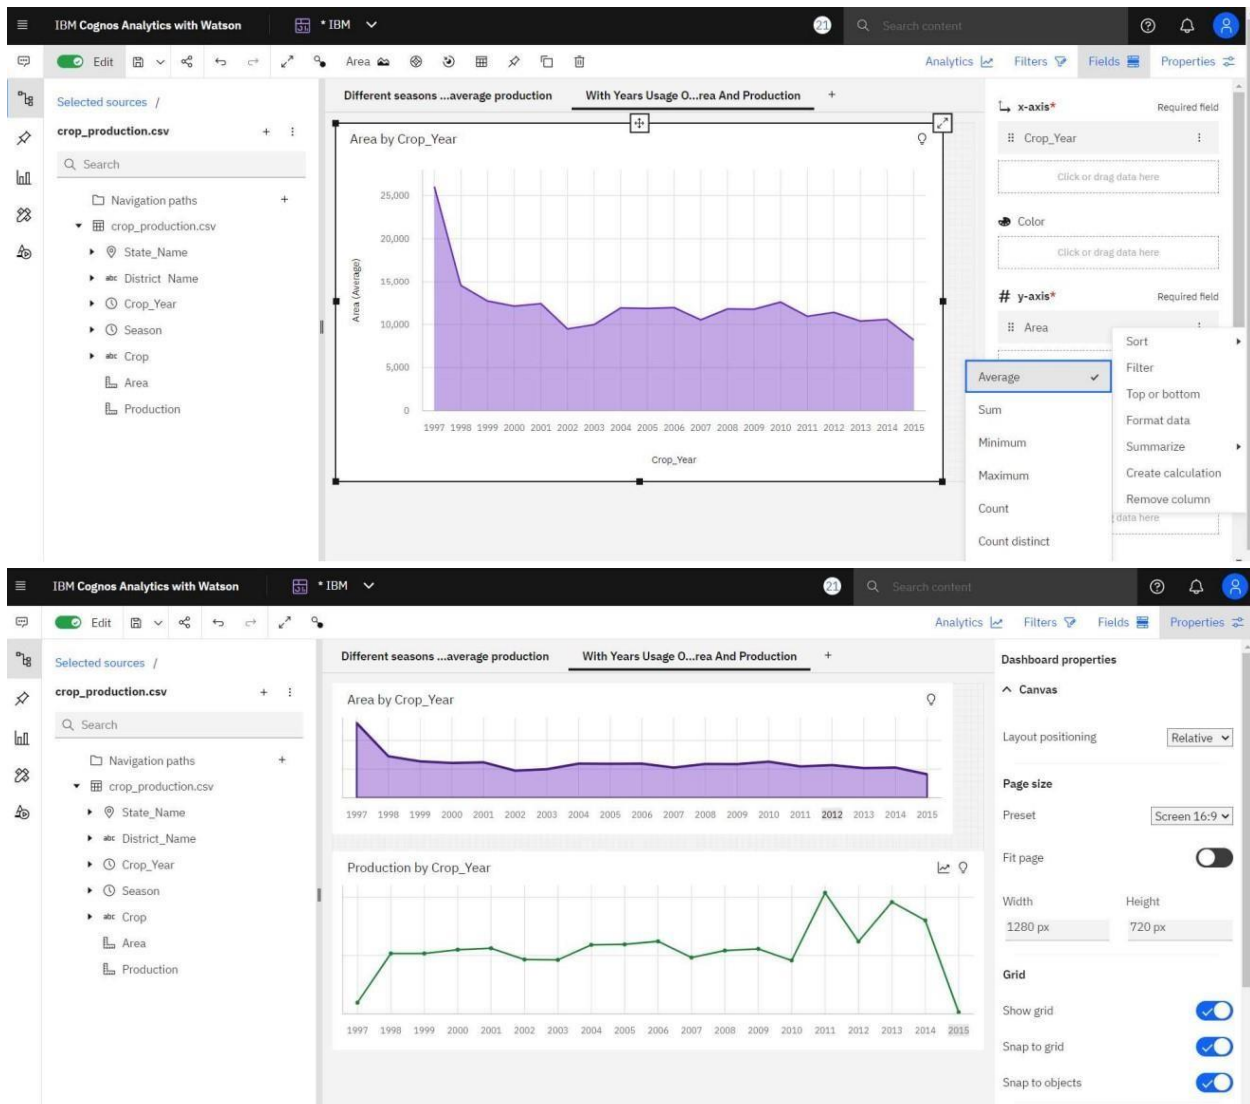 IBM Cognos Analytics with Watson
* IBM
21
Search content
Edit
Area
Analytics
Filters
Fields
Properties
Selected sources /
crop_production.csv
Search
Navigation paths
crop_production.csv
State_Name
abc District Name
Crop_Year
Season
abc Crop
Area
Production
Different seasons ...average production
With Years Usage O...rea And Production
Area by Crop_Year
Area (Average)
25,000
20,000
15,000
10,000
5,000
0
1997 1998 1999 2000 2001 2002 2003 2004 2005 2006 2007 2008 2009 2010 2011 2012 2013 2014 2015
Crop_Year
x-axis*
Required field
Crop_Year
Click or drag data here
Color
Click or drag data here
# y-axis*
Required field
Area
Average
Sum
Minimum
Maximum
Count
Count distinct
Sort
Filter
Top or bottom
Format data
Summarize
Create calculation
Remove column
data here
IBM Cognos Analytics with Watson
* IBM
21
Search content
Edit
Analytics
Filters
Fields
Properties
Selected sources /
crop_production.csv
Search
Navigation paths
crop_production.csv
State_Name
abc District_Name
Crop_Year
Season
abc Crop
Area
Production
Different seasons ...average production
With Years Usage O...rea And Production
Area by Crop_Year
1997 1998 1999 2000 2001 2002 2003 2004 2005 2006 2007 2008 2009 2010 2011 2012 2013 2014 2015
Production by Crop_Year
1997 1998 1999 2000 2001 2002 2003 2004 2005 2006 2007 2008 2009 2010 2011 2012 2013 2014 2015
Dashboard properties
Canvas
Layout positioning
Relative
Page size
Preset
Screen 16:9
Fit page
Width
Height
1280 px
720 px
Grid
Show grid
Snap to grid
Snap to objects